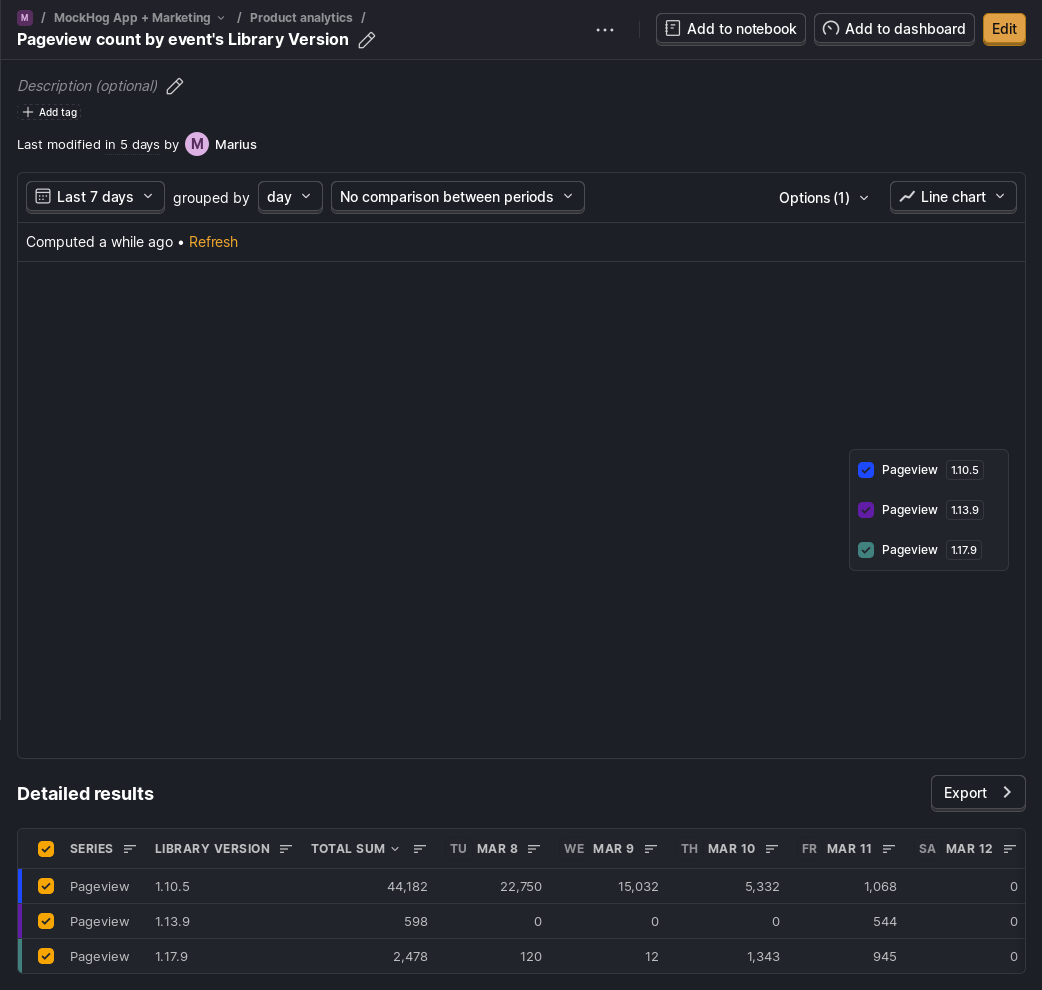 M / MockHog App + Marketing / Product analytics /
Pageview count by event's Library Version
Add to notebook
Add to dashboard
Edit
Description (optional)
Add tag
Last modified in 5 days by M Marius
Last 7 days grouped by day No comparison between periods Options (1) Line chart
Computed a while ago • Refresh
Pageview 1.10.5
Pageview 1.13.9
Pageview 1.17.9
Detailed results
Export
SERIES LIBRARY VERSION TOTAL SUM TU MAR 8 WE MAR 9 TH MAR 10 FR MAR 11 SA MAR 12
Pageview 1.10.5 44,182 22,750 15,032 5,332 1,068 0
Pageview 1.13.9 598 0 0 0 544 0
Pageview 1.17.9 2,478 120 12 1,343 945 0